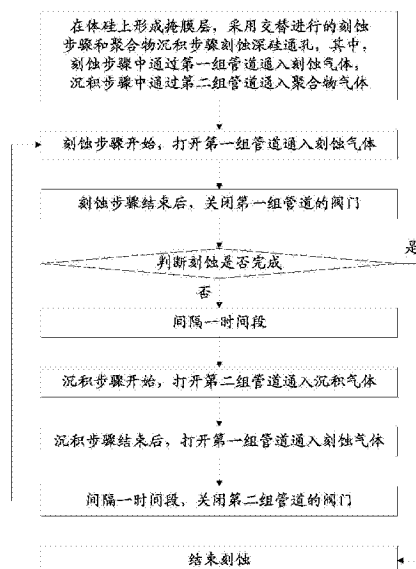 在体硅上形成掩膜层，采用交替进行的刻蚀
步骤和聚合物沉积步骤刻蚀深硅通孔，其中，
刻蚀步骤中通过第一组管道通入刻蚀气体，
沉积步骤中通过第二组管道通入聚合物气体
刻蚀步骤开始，打开第一组管道通入刻蚀气体
刻蚀步骤结束后，关闭第一组管道的阀门
是
判断刻蚀是否完成
否
间隔一时间段
沉积步骤开始，打开第二组管道通入沉积气体
沉积步骤结束后，打开第一组管道通入刻蚀气体
间隔一时间段，关闭第二组管道的阀门
结束刻蚀